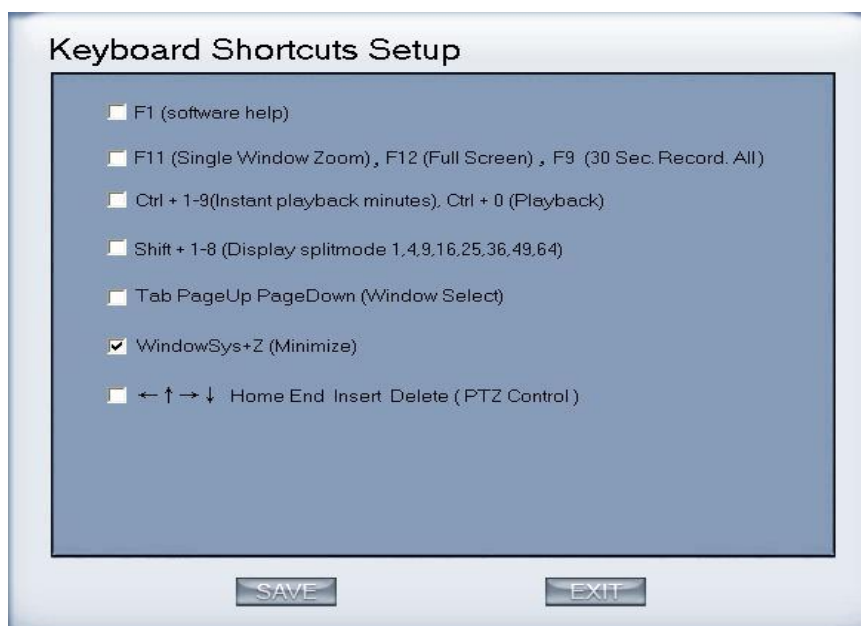 Keyboard Shortcuts Setup
F1 (software help)
F11 (Single Window Zoom), F12 (Full Screen), F9 (30 Sec. Record. All)
Ctrl + 1-9(Instant playback minutes), Ctrl + 0 (Playback)
Shift + 1-8 (Display splitmode 1,4,9,16,25,36,49,64)
Tab PageUp PageDown (Window Select)
WindowSys+Z (Minimize)
←↑→↓ Home End Insert Delete (PTZ Control)
SAVE EXIT